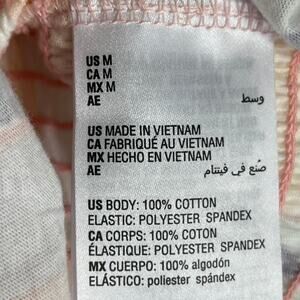 US M
CA M
MX M
AE وسط
US MADE IN VIETNAM
CA FABRIQUÉ AU VIETNAM
MX HECHO EN VIETNAM
AE صُنع في فيتنام
US BODY: 100% COTTON
ELASTIC: POLYESTER SPANDEX
CA CORPS: 100% COTON
ÉLASTIQUE: POLYESTER SPANDEX
MX CUERPO: 100% algodón
ELÁSTICO: poliester spándex